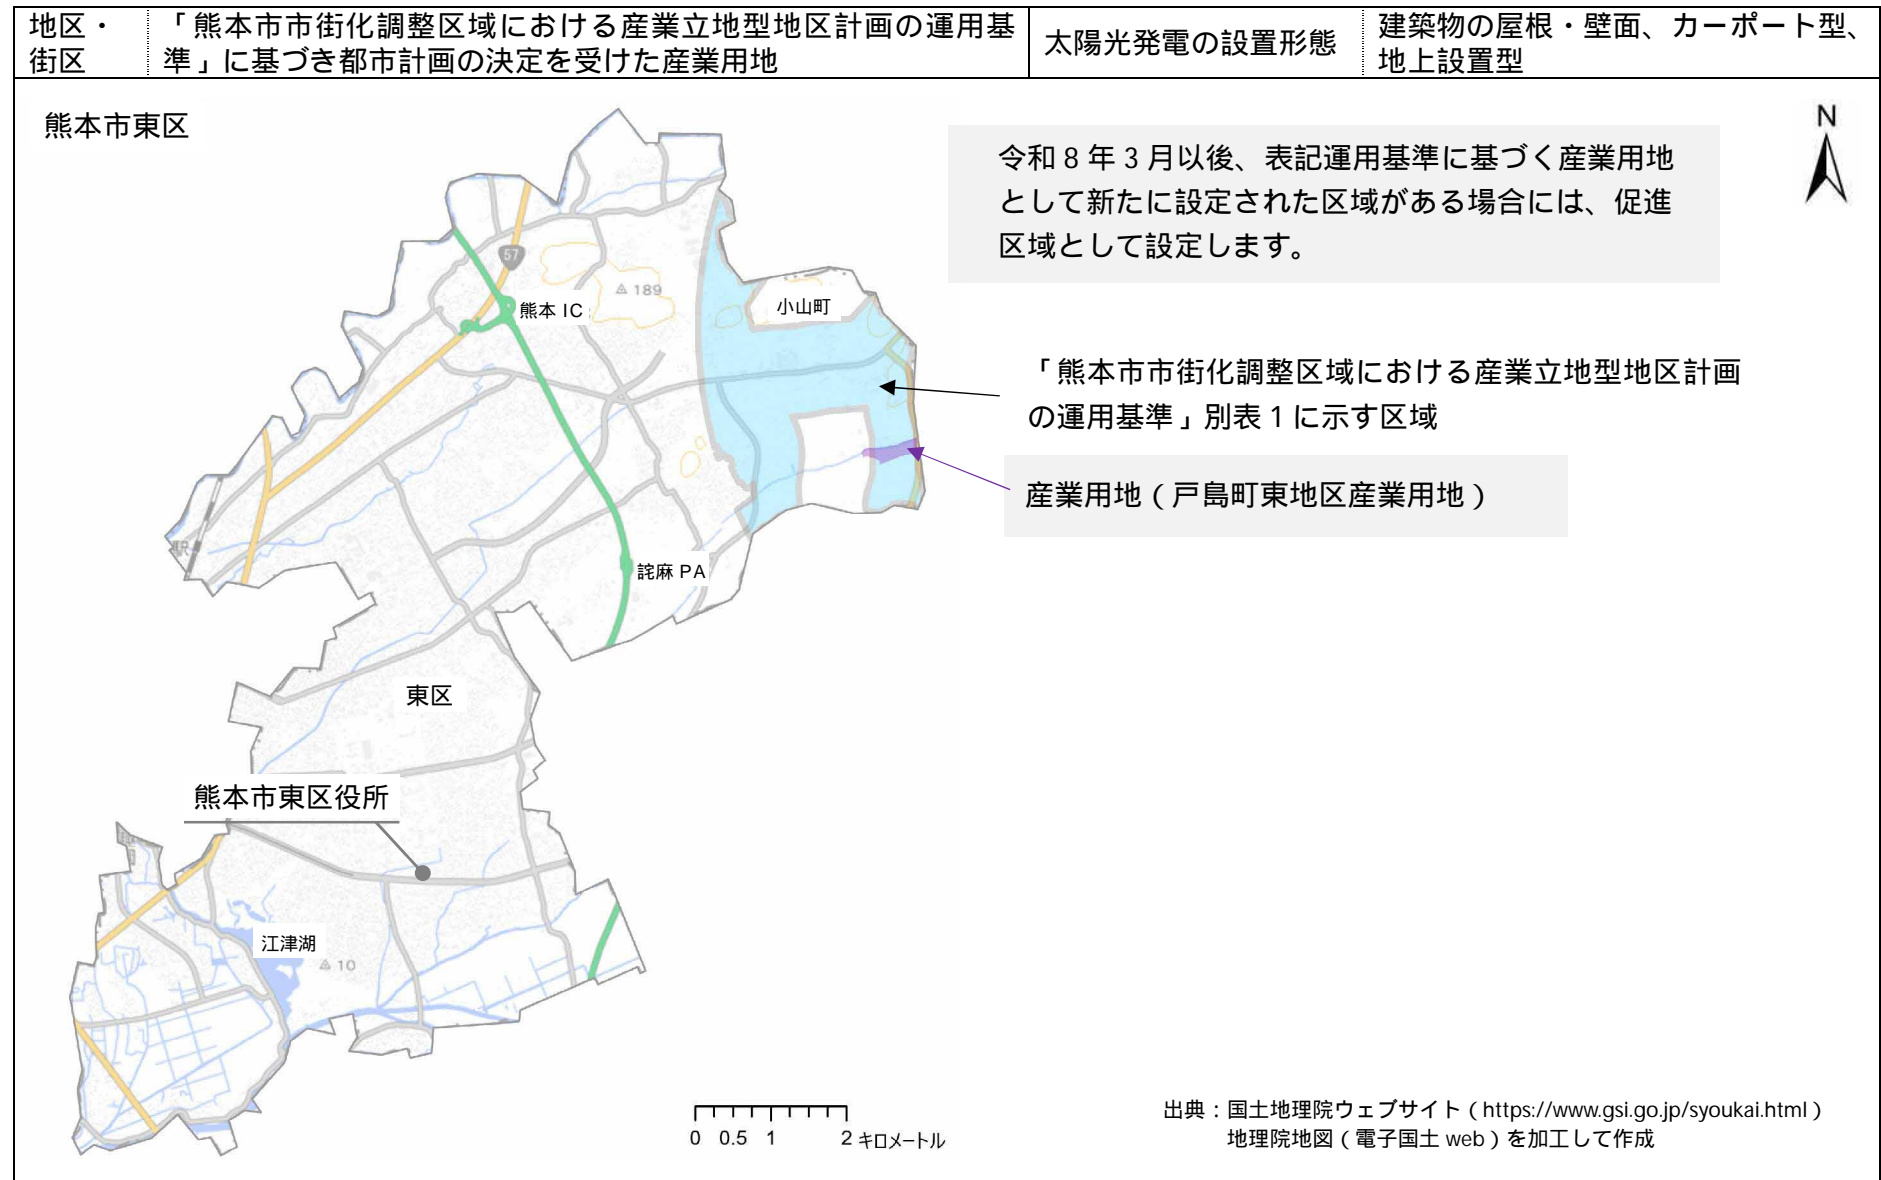 地区・
街区
「熊本市市街化調整区域における産業立地型地区計画の運用基
準」に基づき都市計画の決定を受けた産業用地
太陽光発電の設置形態
建築物の屋根・壁面、カーポート型、
地上設置型
熊本市東区
N
令和8年3月以後、表記運用基準に基づく産業用地
として新たに設定された区域がある場合には、促進
区域として設定します。
57
189
熊本 IC
小山町
「熊本市市街化調整区域における産業立地型地区計画
の運用基準」別表1に示す区域
産業用地(戸島町東地区産業用地)
駅
託麻 PA
東区
熊本市東区役所
江津湖
10
0 0.5 1 2 キロメートル
出典:国土地理院ウェブサイト(https://www.gsi.go.jp/syoukai.html)
地理院地図(電子国土 web)を加工して作成